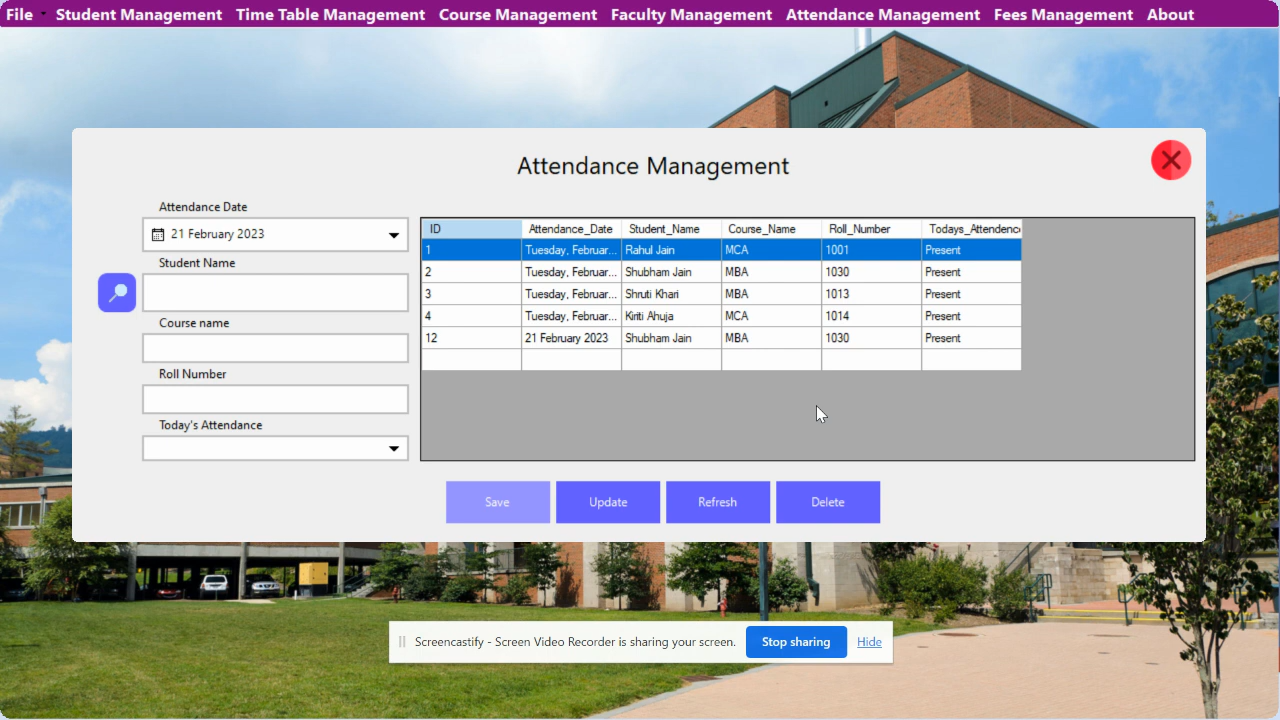 File Student Management Time Table Management Course Management Faculty Management Attendance Management Fees Management About
Attendance Management
Attendance Date
21 February 2023
Student Name
Course name
Roll Number
Today's Attendance
ID Attendance_Date Student_Name Course_Name Roll_Number Todays_Attendenc
1 Tuesday, Februar... Rahul Jain MCA 1001 Present
2 Tuesday, Februar... Shubham Jain MBA 1030 Present
3 Tuesday, Februar... Shruti Khari MBA 1013 Present
4 Tuesday, Februar... Kiriti Ahuja MCA 1014 Present
12 21 February 2023 Shubham Jain MBA 1030 Present
Save Update Refresh Delete
Screencastify - Screen Video Recorder is sharing your screen. Stop sharing Hide